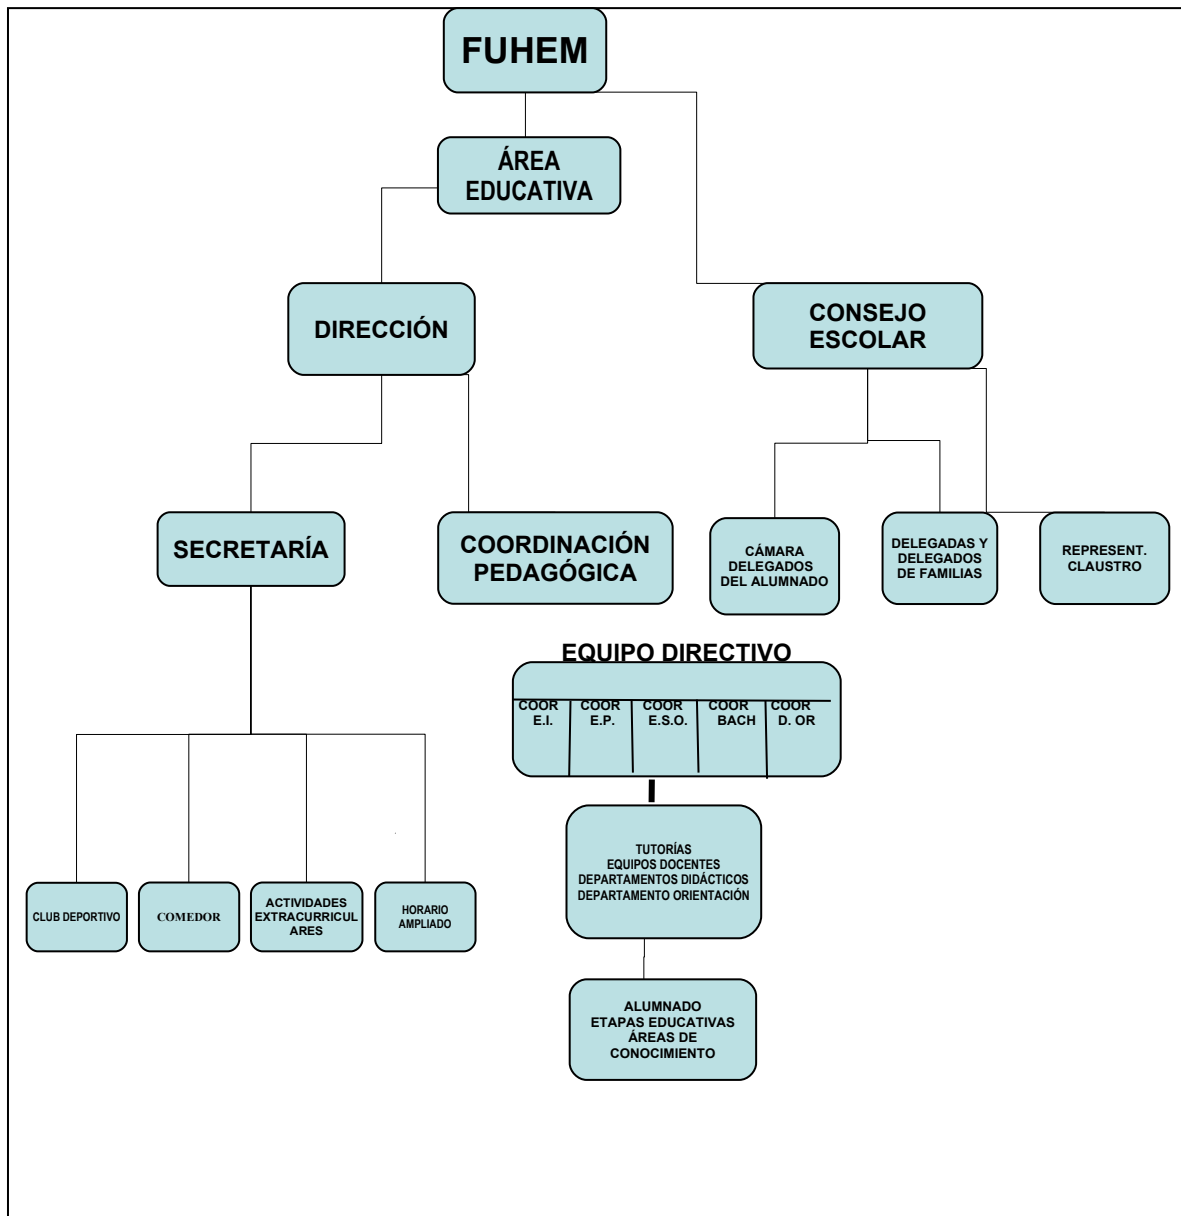 FUHEM
ÁREA
EDUCATIVA
DIRECCIÓN
CONSEJO
ESCOLAR
SECRETARÍA
COORDINACIÓN
PEDAGÓGICA
CÁMARA
DELEGADOS
DEL ALUMNADO
DELEGADAS Y
DELEGADOS
DE FAMILIAS
REPRESENT.
CLAUSTRO
EQUIPO DIRECTIVO
COOR
E.I.
COOR
E.P.
COOR
E.S.O.
COOR
BACH
COOR
D. OR
TUTORÍAS
EQUIPOS DOCENTES
DEPARTAMENTOS DIDÁCTICOS
DEPARTAMENTO ORIENTACIÓN
CLUB DEPORTIVO
COMEDOR
ACTIVIDADES
EXTRACURRICUL
ARES
HORARIO
AMPLIADO
ALUMNADO
ETAPAS EDUCATIVAS
ÁREAS DE
CONOCIMIENTO